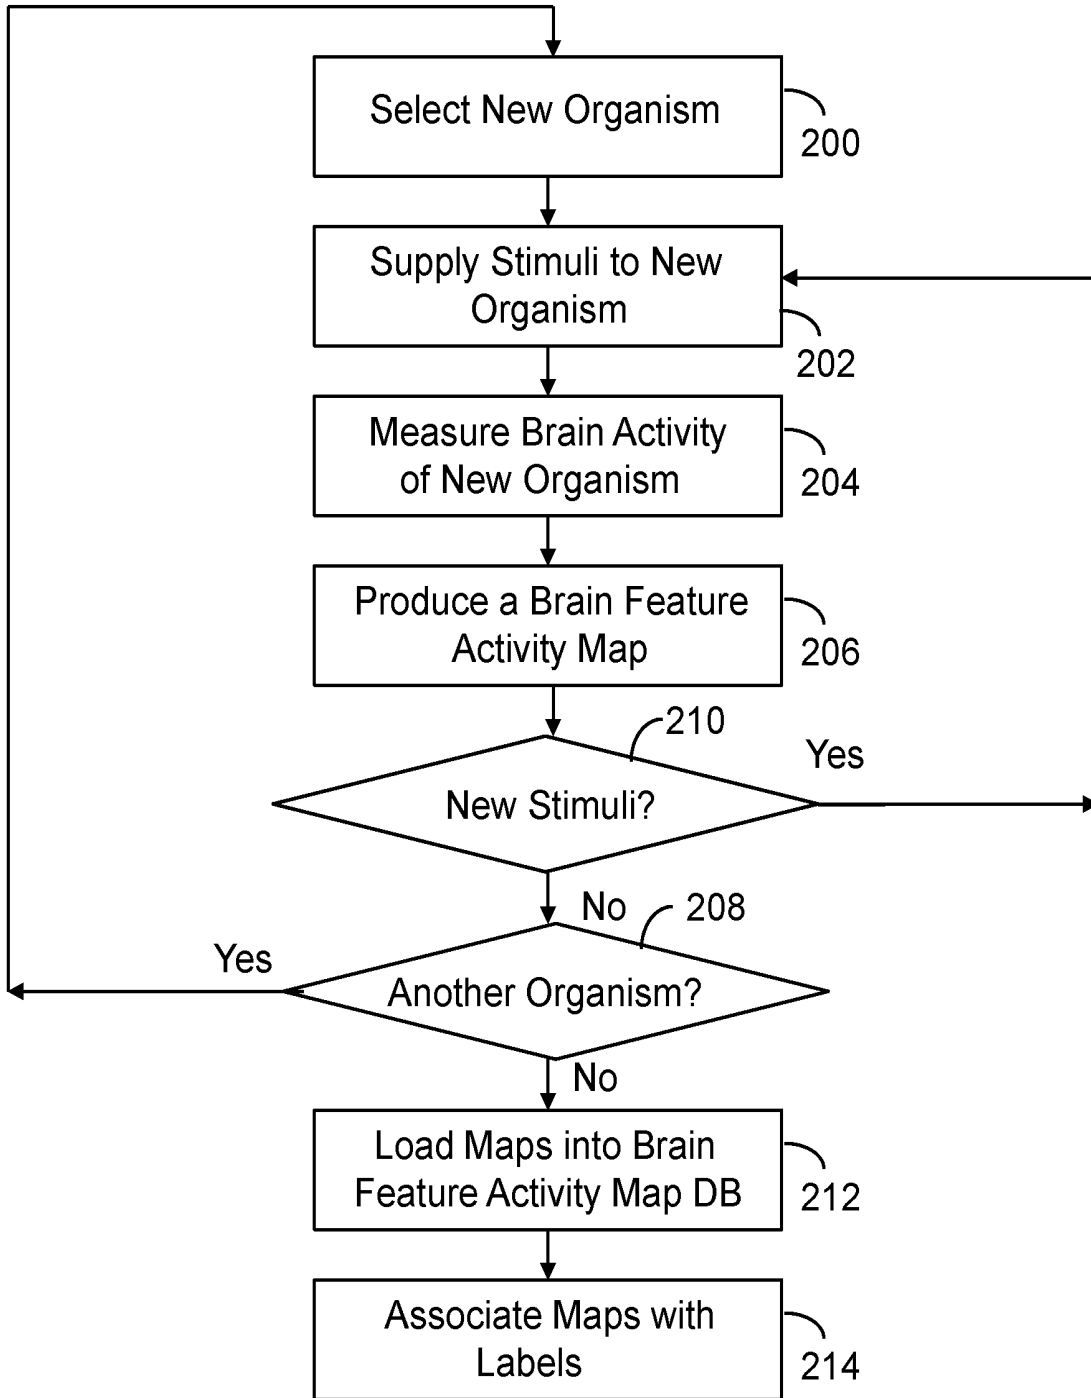 Select New Organism
200
Supply Stimuli to New
Organism
202
Measure Brain Activity
of New Organism
204
Produce a Brain Feature
Activity Map
206
210
Yes
New Stimuli?
No
208
Yes
Another Organism?
No
Load Maps into Brain
Feature Activity Map DB
212
Associate Maps with
Labels
214